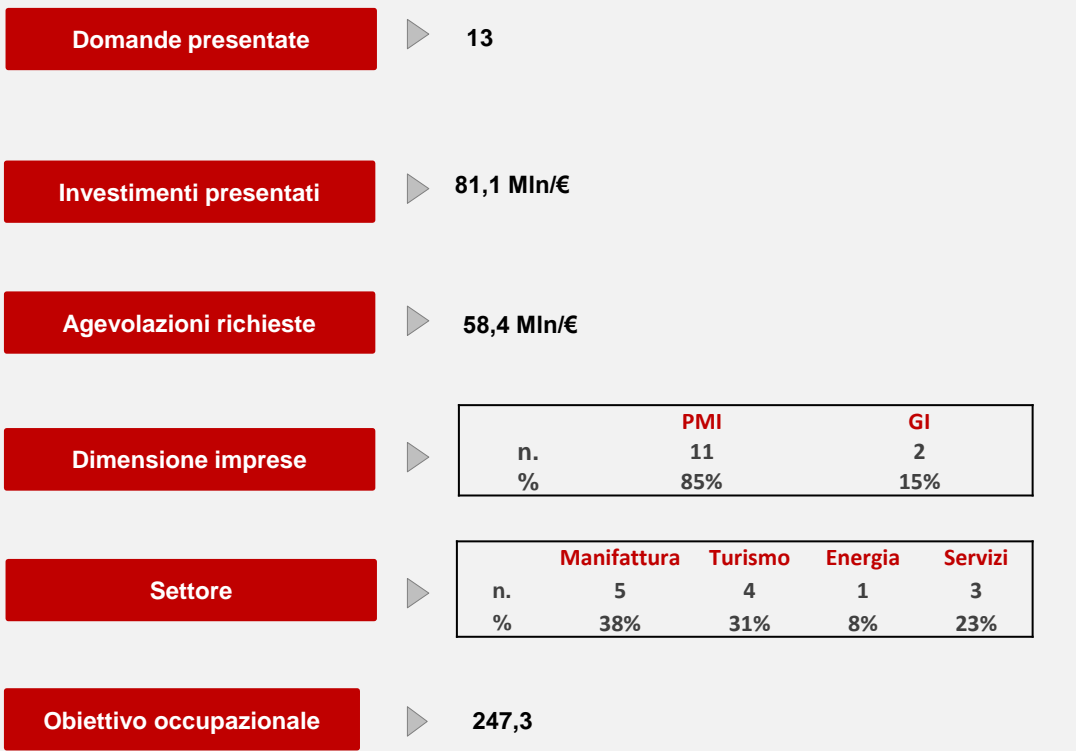 Domande presentate 13
Investimenti presentati 81,1 Mln/€
Agevolazioni richieste 58,4 Mln/€
Dimensione imprese
PMI GI
n. 11 2
% 85% 15%
Settore
Manifattura Turismo Energia Servizi
n. 5 4 1 3
% 38% 31% 8% 23%
Obiettivo occupazionale 247,3